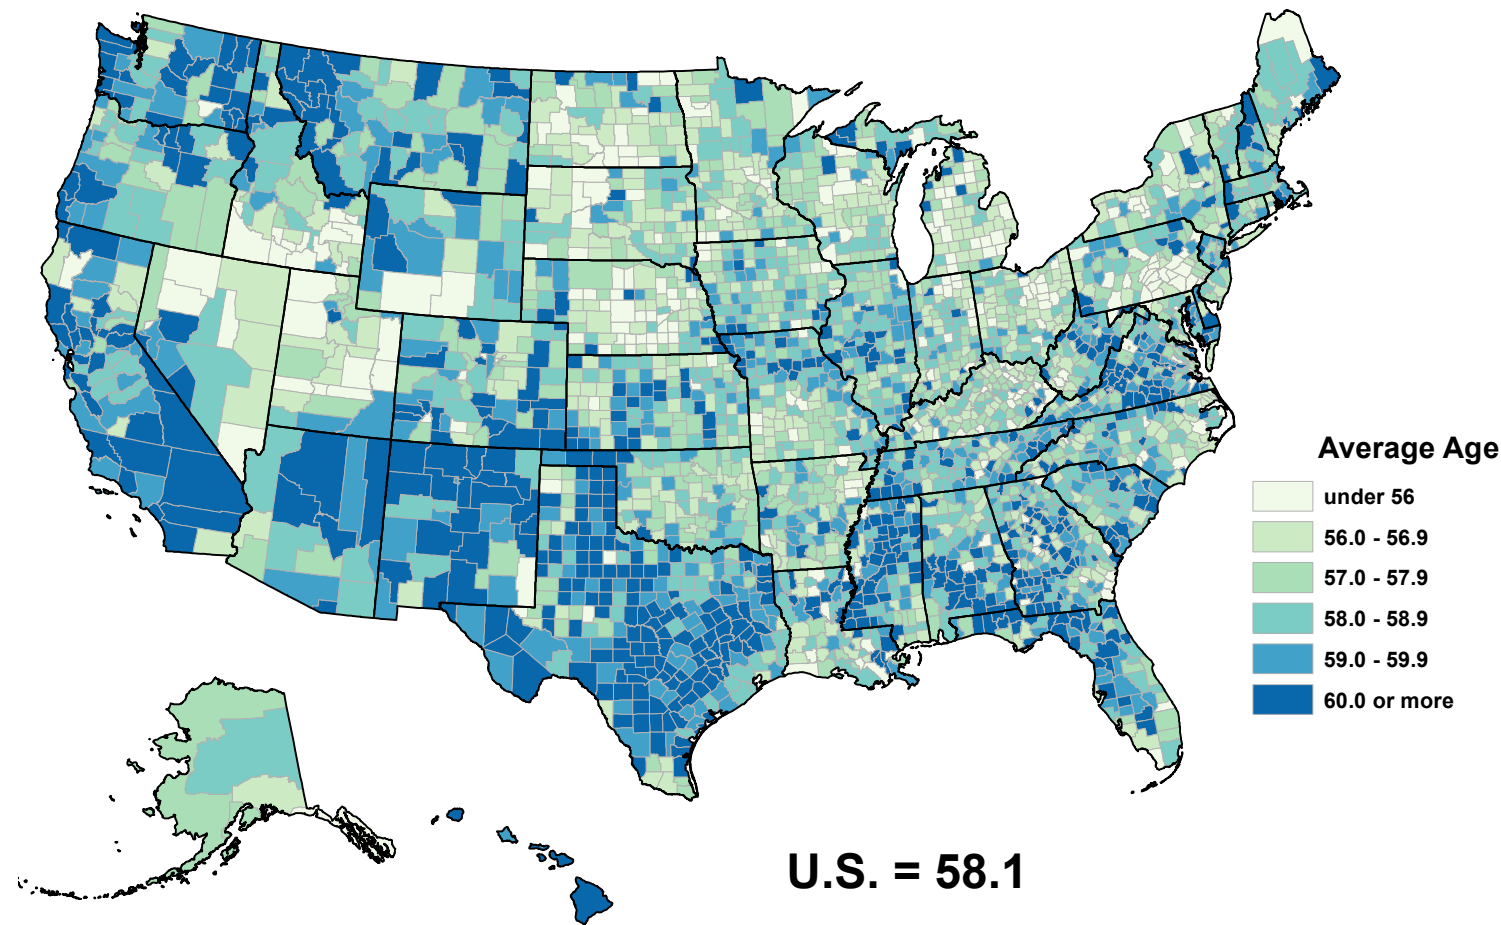 Average Age
under 56
56.0 - 56.9
57.0 - 57.9
58.0 - 58.9
59.0 - 59.9
60.0 or more
U.S. = 58.1